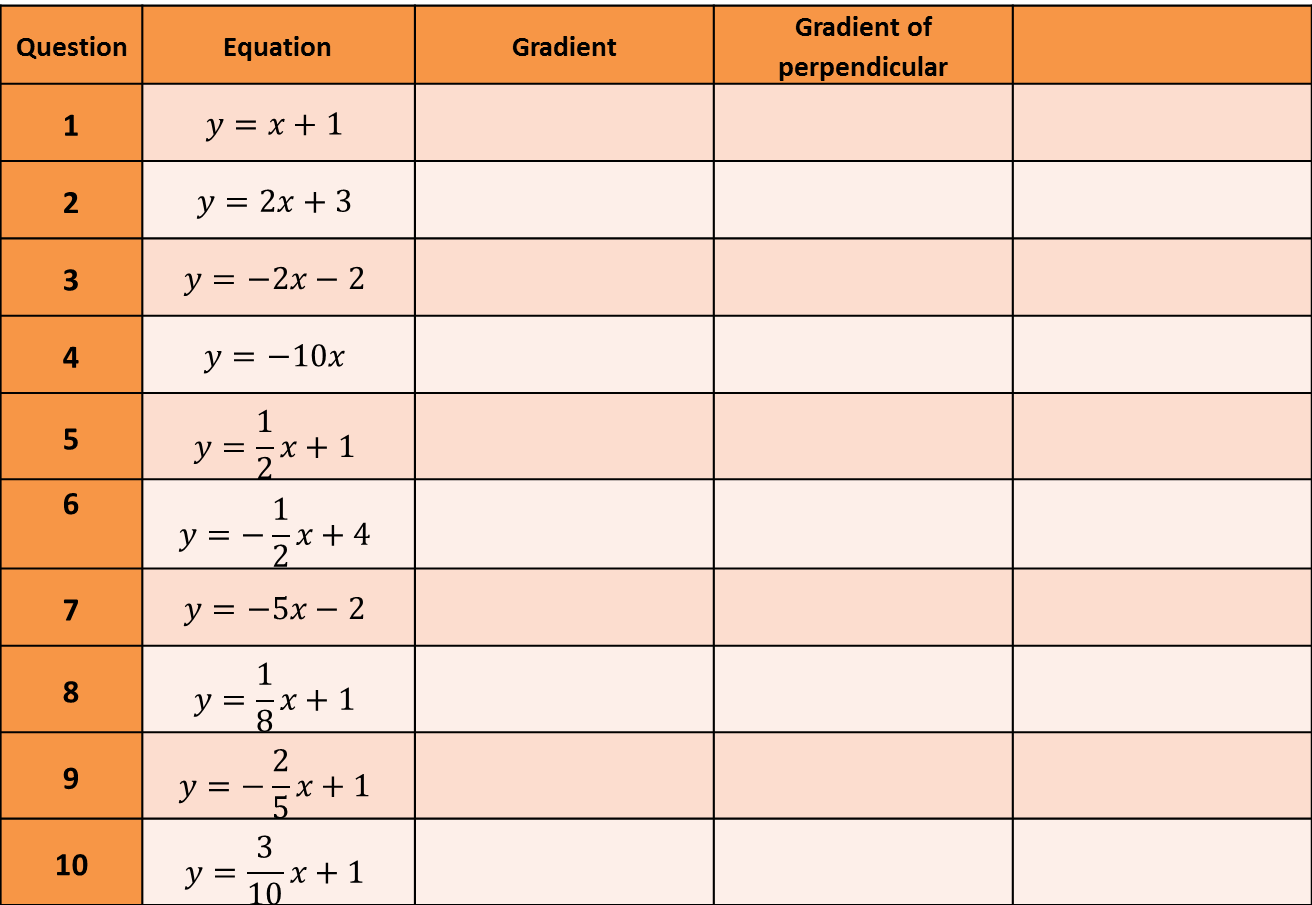 Question Equation Gradient Gradient of perpendicular
1 y = x + 1
2 y = 2x + 3
3 y = −2x − 2
4 y = −10x
5 y = 1/2 x + 1
6 y = − 1/2 x + 4
7 y = −5x − 2
8 y = 1/8 x + 1
9 y = − 2/5 x + 1
10 y = 3/10 x + 1